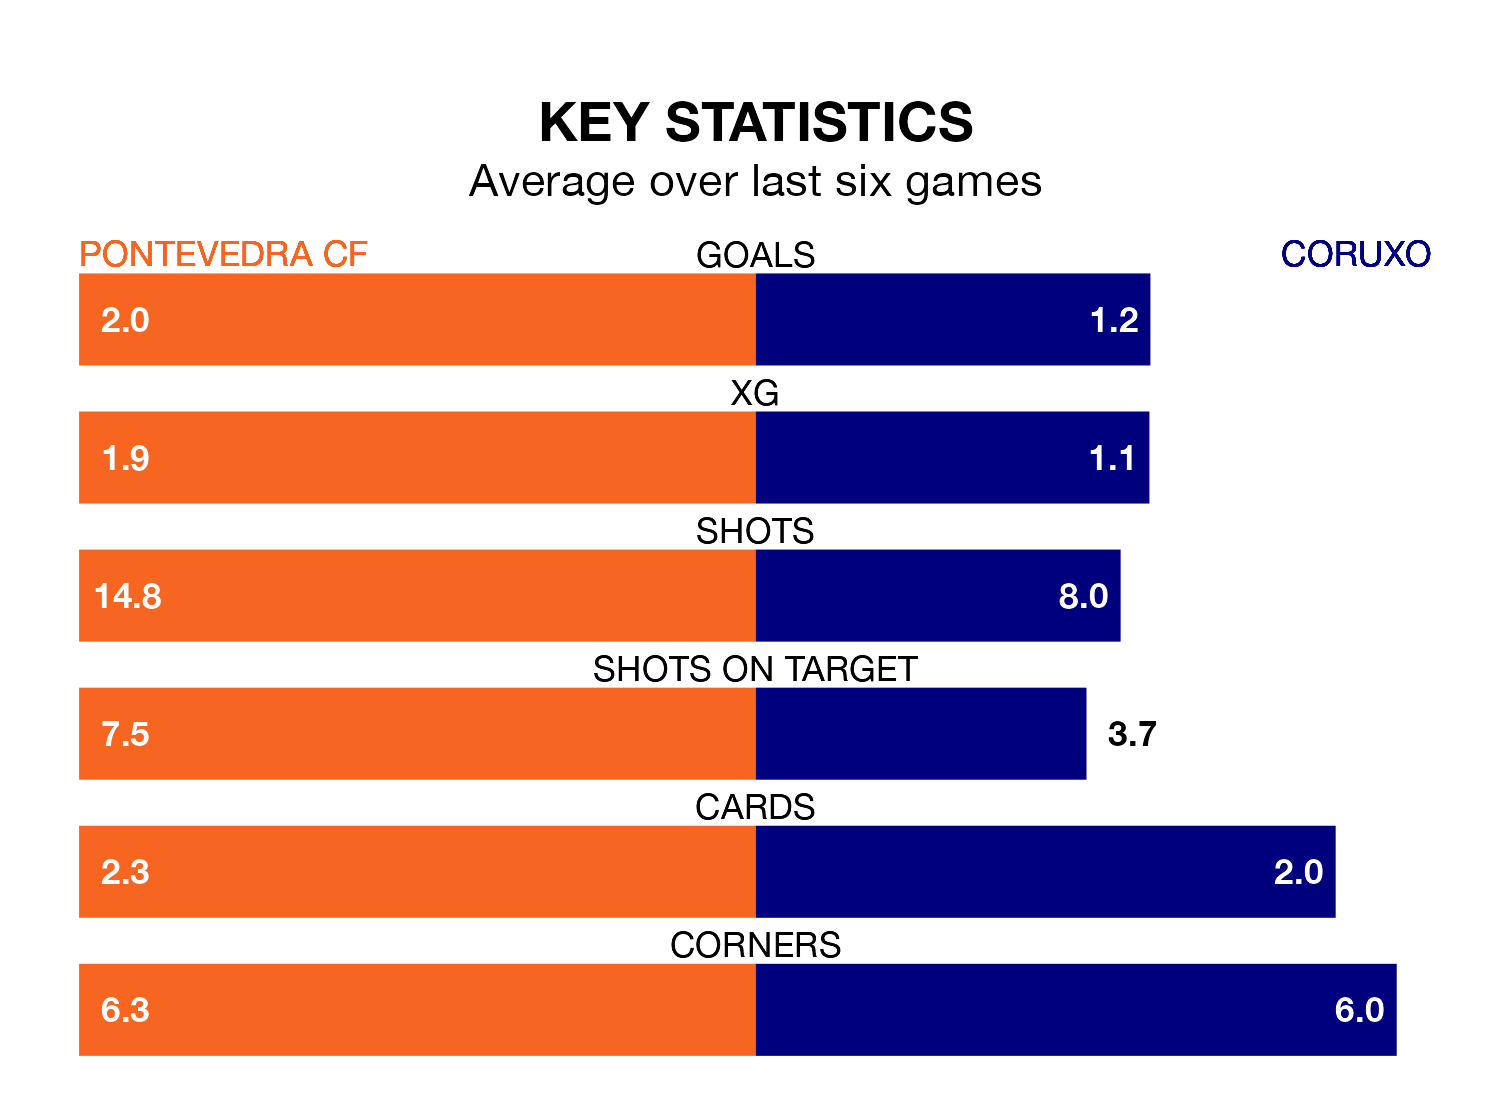 KEY STATISTICS
Average over last six games
PONTEVEDRA CF GOALS CORUXO
2.0 1.2
XG
1.9 1.1
SHOTS
14.8 8.0
SHOTS ON TARGET
7.5 3.7
CARDS
2.3 2.0
CORNERS
6.3 6.0